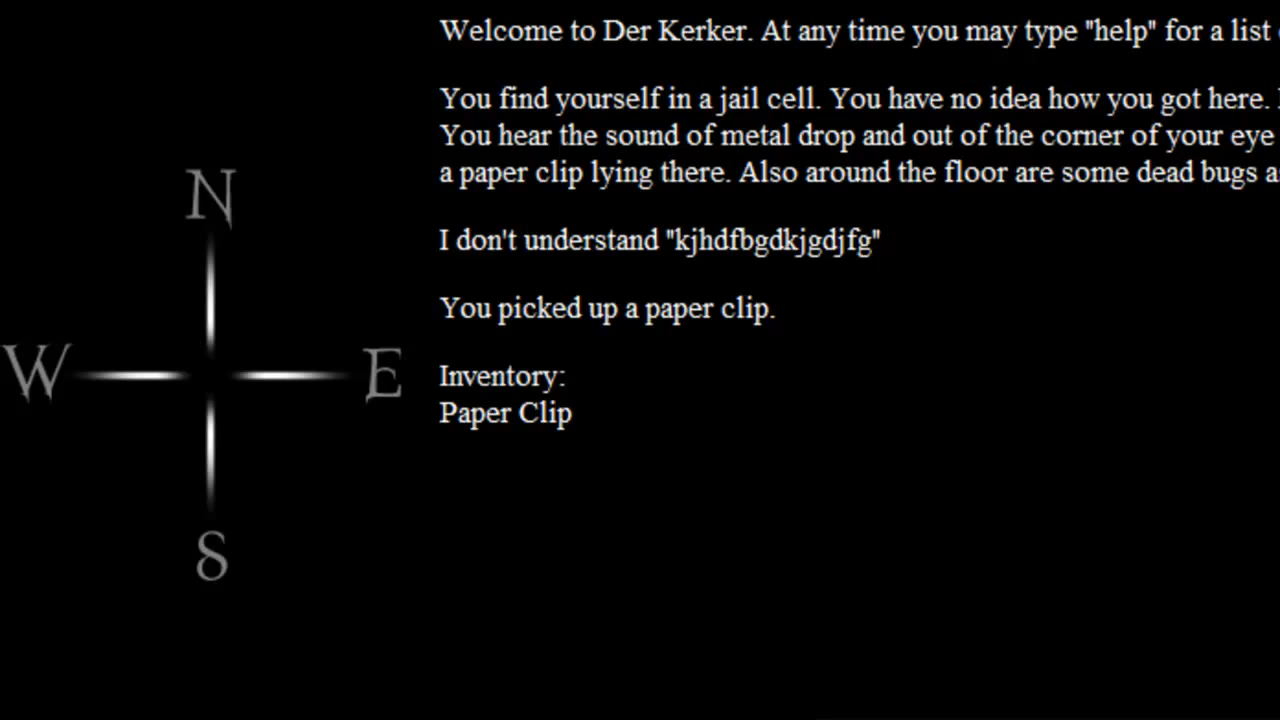 Welcome to Der Kerker. At any time you may type "help" for a list
You find yourself in a jail cell. You have no idea how you got here.
You hear the sound of metal drop and out of the corner of your eye
a paper clip lying there. Also around the floor are some dead bugs
I don't understand "kjhdfbgdkjgdjfg"
You picked up a paper clip.
Inventory:
Paper Clip
N
W
E
S